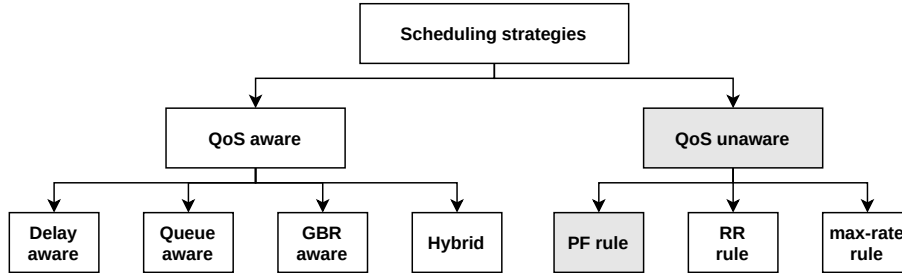 Scheduling strategies
QoS aware
QoS unaware
Delay
aware
Queue
aware
GBR
aware
Hybrid
PF rule
RR
rule
max-rate
rule